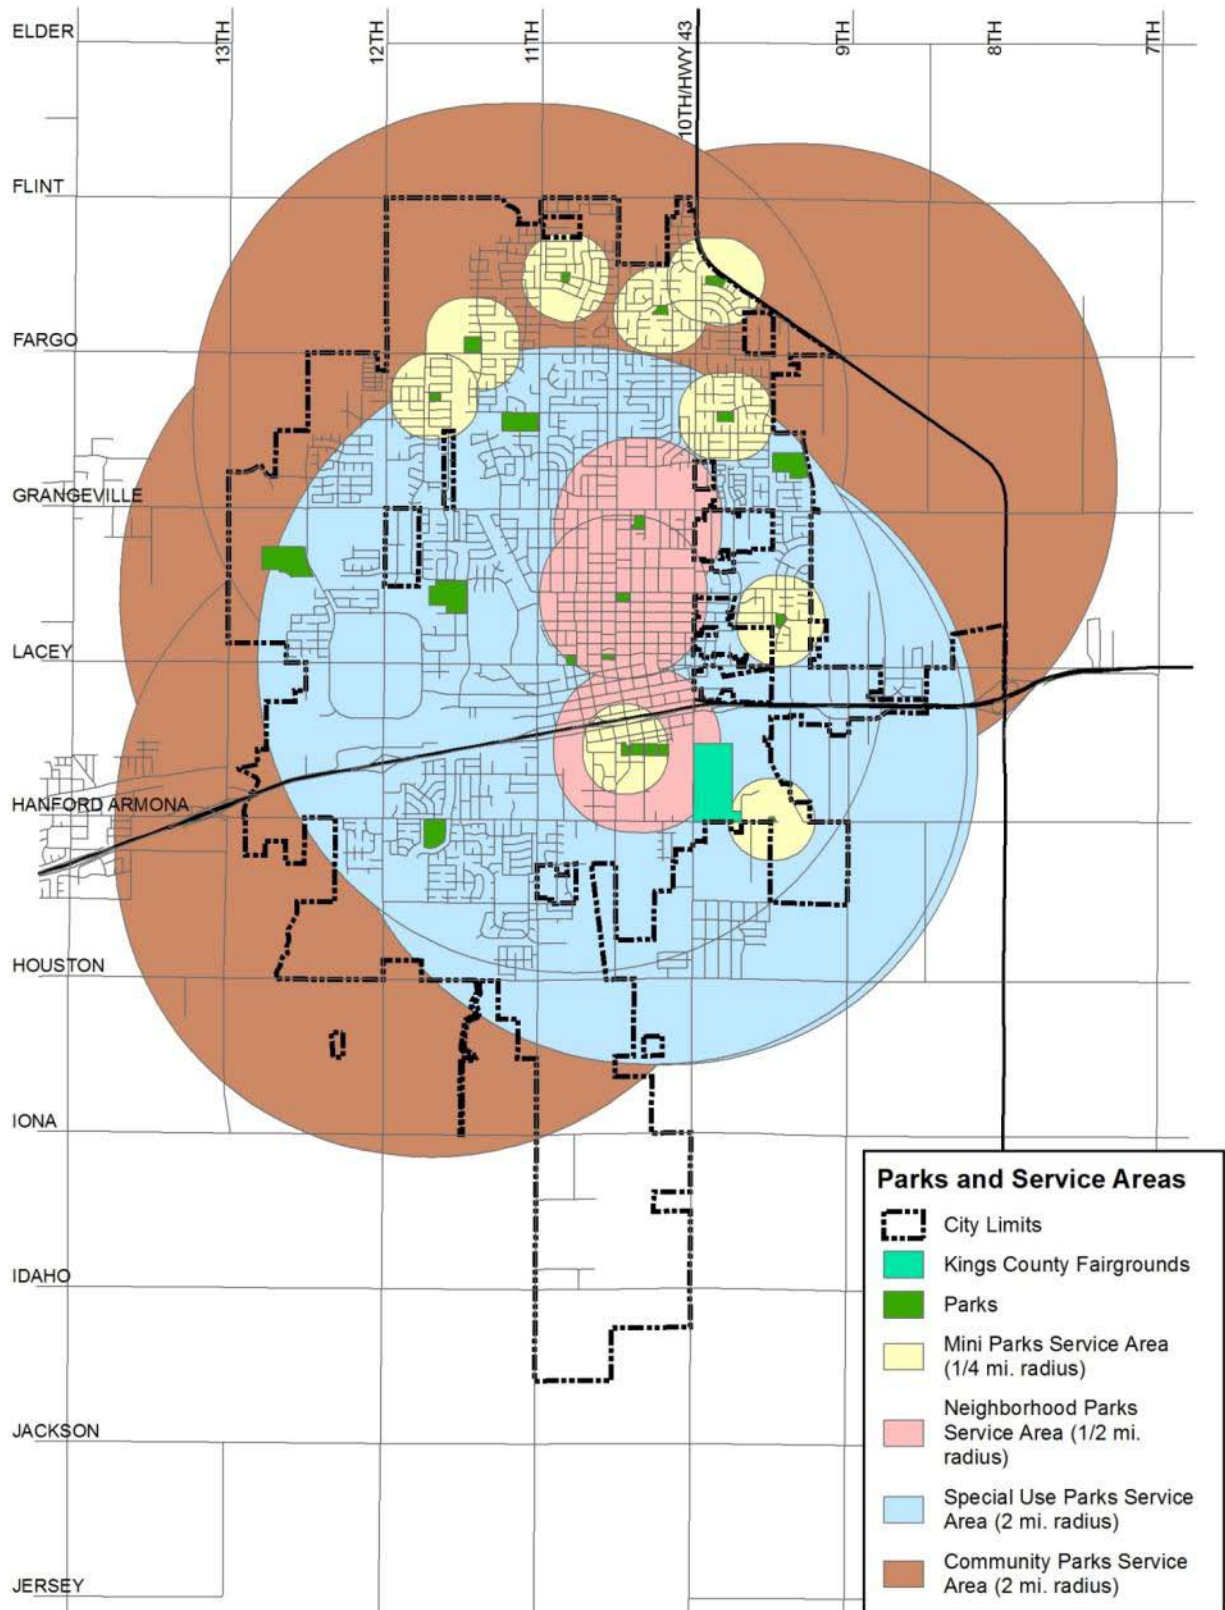 ELDER
13TH
12TH
11TH
10TH/HWY 43
9TH
8TH
7TH
FLINT
FARGO
GRANGEVILLE
LACEY
HANFORD ARMONA
HOUSTON
IONA
IDAHO
JACKSON
JERSEY
Parks and Service Areas
City Limits
Kings County Fairgrounds
Parks
Mini Parks Service Area
(1/4 mi. radius)
Neighborhood Parks
Service Area (1/2 mi.
radius)
Special Use Parks Service
Area (2 mi. radius)
Community Parks Service
Area (2 mi. radius)